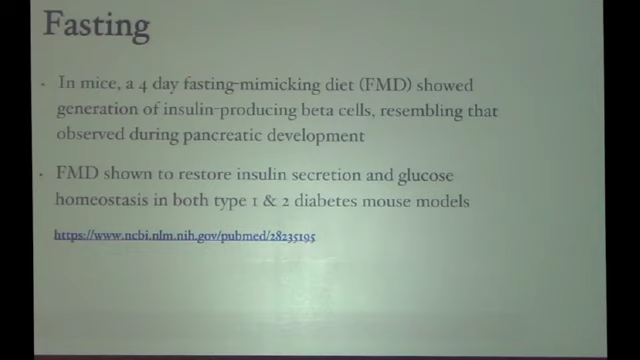 Fasting
• In mice, a 4 day fasting-mimicking diet (FMD) showed
generation of insulin-producing beta cells, resembling that
observed during pancreatic development
• FMD shown to restore insulin secretion and glucose
homeostasis in both type 1 & 2 diabetes mouse models
https://www.ncbi.nlm.nih.gov/pubmed/28235195